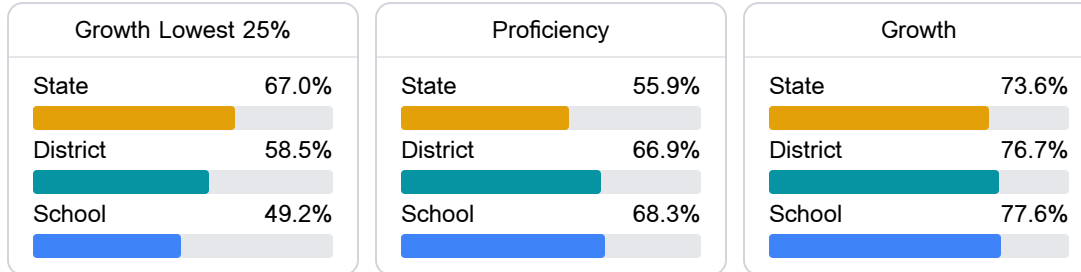 Growth Lowest 25%
State 67.0%
District 58.5%
School 49.2%
Proficiency
State 55.9%
District 66.9%
School 68.3%
Growth
State 73.6%
District 76.7%
School 77.6%